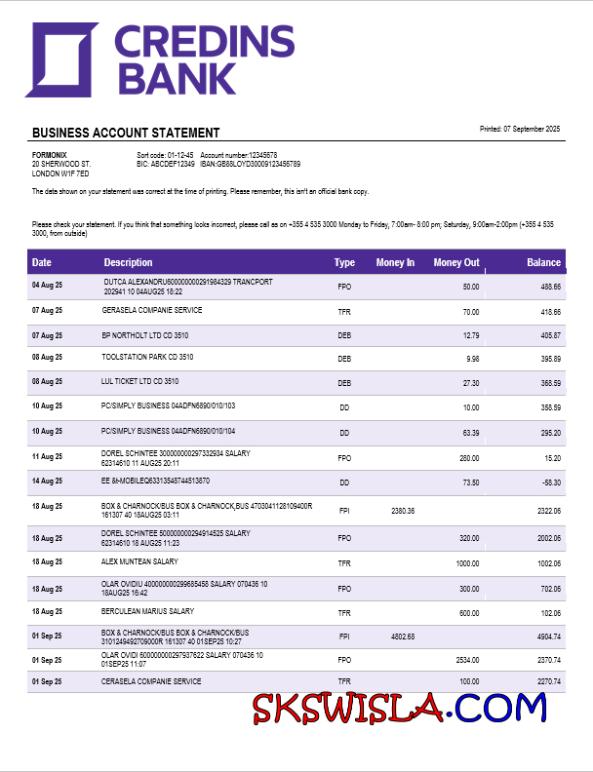 CREDINS
BANK
BUSINESS ACCOUNT STATEMENT
Printed: 07 September 2025
FORMONIX
20 SHERWOOD ST.
LONDON W1F 7ED
Sort code: 01-12-45 Account number:12345678
BIC: ABCDEF12349 IBAN:GB88LOYD30009123456789
The data shown on your statement was correct at the time of printing. Please remember, this isn't an official bank copy.
Please check your statement. If you think that something looks incorrect, please call as on +355 4 535 3000 Monday to Friday, 7:00am- 8:00 pm; Saturday, 9:00am-2:00pm (+355 4 535
3000, from outside)
Date Description Type Money In Money Out Balance
04 Aug 25 DUTCA ALEXANDRU600000000291984329 TRANCPORT FPO 50.00 488.66
202941 10 04AUG25 18:22
07 Aug 25 GERASELA COMPANIE SERVICE TFR 70.00 418.66
07 Aug 25 BP NORTHOLT LTD CD 3510 DEB 12.79 405.87
08 Aug 25 TOOLSTATION PARK CD 3510 DEB 9.98 395.89
08 Aug 25 LUL TICKET LTD CD 3510 DEB 27.30 368.59
10 Aug 25 PC/SIMPLY BUSINESS 04ADFN6890/010/103 DD 10.00 358.59
10 Aug 25 PC/SIMPLY BUSINESS 04ADFN6890/010/104 DD 63.39 295.20
11 Aug 25 DOREL SCHINTEE 300000000297332934 SALARY FPO 280.00 15.20
62314610 11 AUG25 20:11
14 Aug 25 EE &t-MOBILEQ63313548744513870 DD 73.50 -58.30
18 Aug 25 BOX & CHARNOCK/BUS BOX & CHARNOCK,BUS 4703041128109400R FPI 2380.36 2322.06
161307 40 18AUG25 03:11
18 Aug 25 DOREL SCHINTEE 500000000294914525 SALARY FPO 320.00 2002.06
62314610 18 AUG25 11:23
18 Aug 25 ALEX MUNTEAN SALARY TFR 1000.00 1002.06
18 Aug 25 OLAR OVIDIU 400000000299685458 SALARY 070436 10 FPO 300.00 702.06
18AUG25 16:42
18 Aug 25 BERCULEAN MARIUS SALARY TFR 600.00 102.06
01 Sep 25 BOX & CHARNOCK/BUS BOX & CHARNOCK/BUS FPI 4802.68 4904.74
3101249492709000R 161307 40 01SEP25 10:27
01 Sep 25 OLAR OVIDI 600000000297937622 SALARY 070436 10 FPO 2534.00 2370.74
01SEP25 11:07
01 Sep 25 CERASELA COMPANIE SERVICE TFR 100.00 2270.74
SKSWISLA.COM